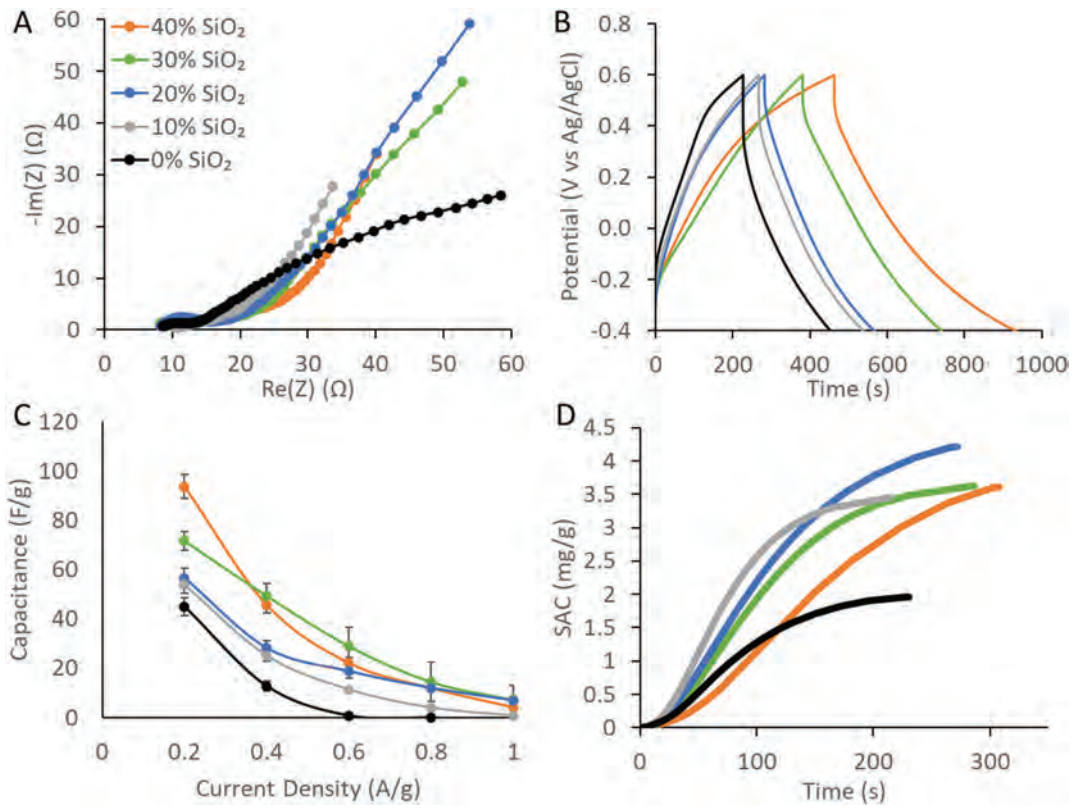 A
60
50
40
30
20
10
0
-Im(Z) (Ω)
40% SiO₂
30% SiO₂
20% SiO₂
10% SiO₂
0% SiO₂
0 10 20 30 40 50 60
Re(Z) (Ω)
B
0.8
0.6
0.4
0.2
0.0
-0.2
-0.4
Potential (V vs Ag/AgCl)
0 200 400 600 800 1000
Time (s)
C
120
100
80
60
40
20
0
Capacitance (F/g)
0 0.2 0.4 0.6 0.8 1
Current Density (A/g)
D
4.5
4
3.5
3
2.5
2
1.5
1
0.5
0
SAC (mg/g)
0 100 200 300
Time (s)